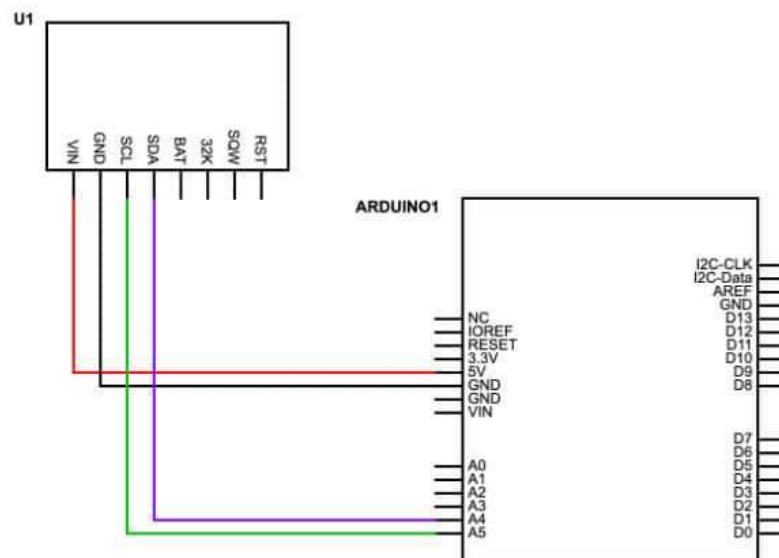 U1
VIN
GND
SCL
SDA
BAT
32K
SQW
RST
ARDUINO1
NC
IOREF
RESET
3.3V
5V
GND
GND
VIN
A0
A1
A2
A3
A4
A5
I2C-CLK
I2C-Data
AREF
GND
D13
D12
D11
D10
D9
D8
D7
D6
D5
D4
D3
D2
D1
D0